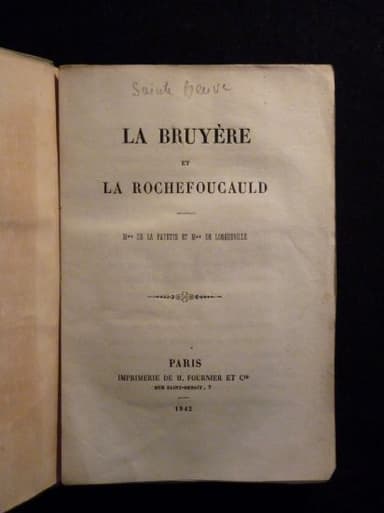 Sainte Beuve
LA BRUYÈRE
ET
LA ROCHEFOUCAULD
Mme DE LA FAYETTE ET Mme DE LONGUEVILLE
PARIS
IMPRIMERIE DE H. FOURNIER ET Cie
RUE SAINT-BENOIT, 7
1842